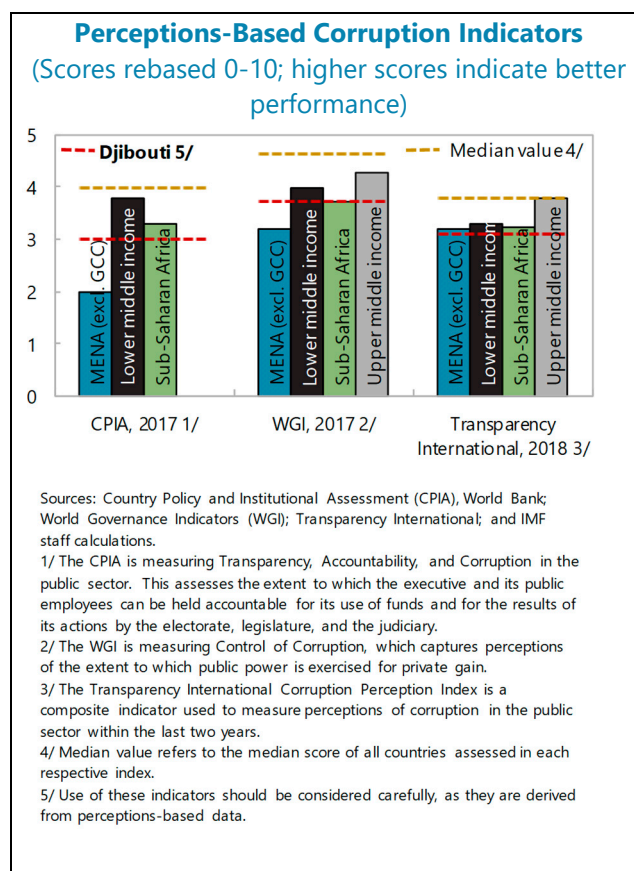 Perceptions-Based Corruption Indicators
(Scores rebased 0-10; higher scores indicate better
performance)
5
4
3
2
1
0
Djibouti 5/
Median value 4/
MENA (excl. GCC)
Lower middle income
Sub-Saharan Africa
MENA (excl. GCC)
Lower middle income
Sub-Saharan Africa
Upper middle income
MENA (excl. GCC)
Lower middle income
Sub-Saharan Africa
Upper middle income
CPIA, 2017 1/
WGI, 2017 2/
Transparency
International, 2018 3/
Sources: Country Policy and Institutional Assessment (CPIA), World Bank;
World Governance Indicators (WGI); Transparency International; and IMF
staff calculations.
1/ The CPIA is measuring Transparency, Accountability, and Corruption in the
public sector. This assesses the extent to which the executive and its public
employees can be held accountable for its use of funds and for the results of
its actions by the electorate, legislature, and the judiciary.
2/ The WGI is measuring Control of Corruption, which captures perceptions
of the extent to which public power is exercised for private gain.
3/ The Transparency International Corruption Perception Index is a
composite indicator used to measure perceptions of corruption in the public
sector within the last two years.
4/ Median value refers to the median score of all countries assessed in each
respective index.
5/ Use of these indicators should be considered carefully, as they are derived
from perceptions-based data.